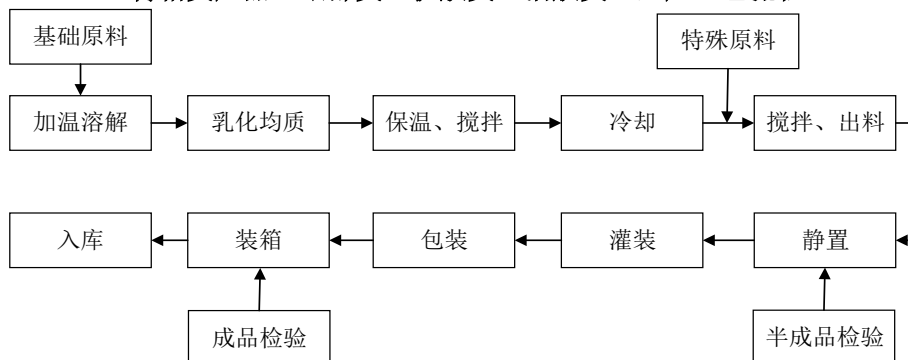 基础原料
特殊原料
加温溶解 乳化均质 保温、搅拌 冷却 搅拌、出料
入库 装箱 包装 灌装 静置
成品检验 半成品检验